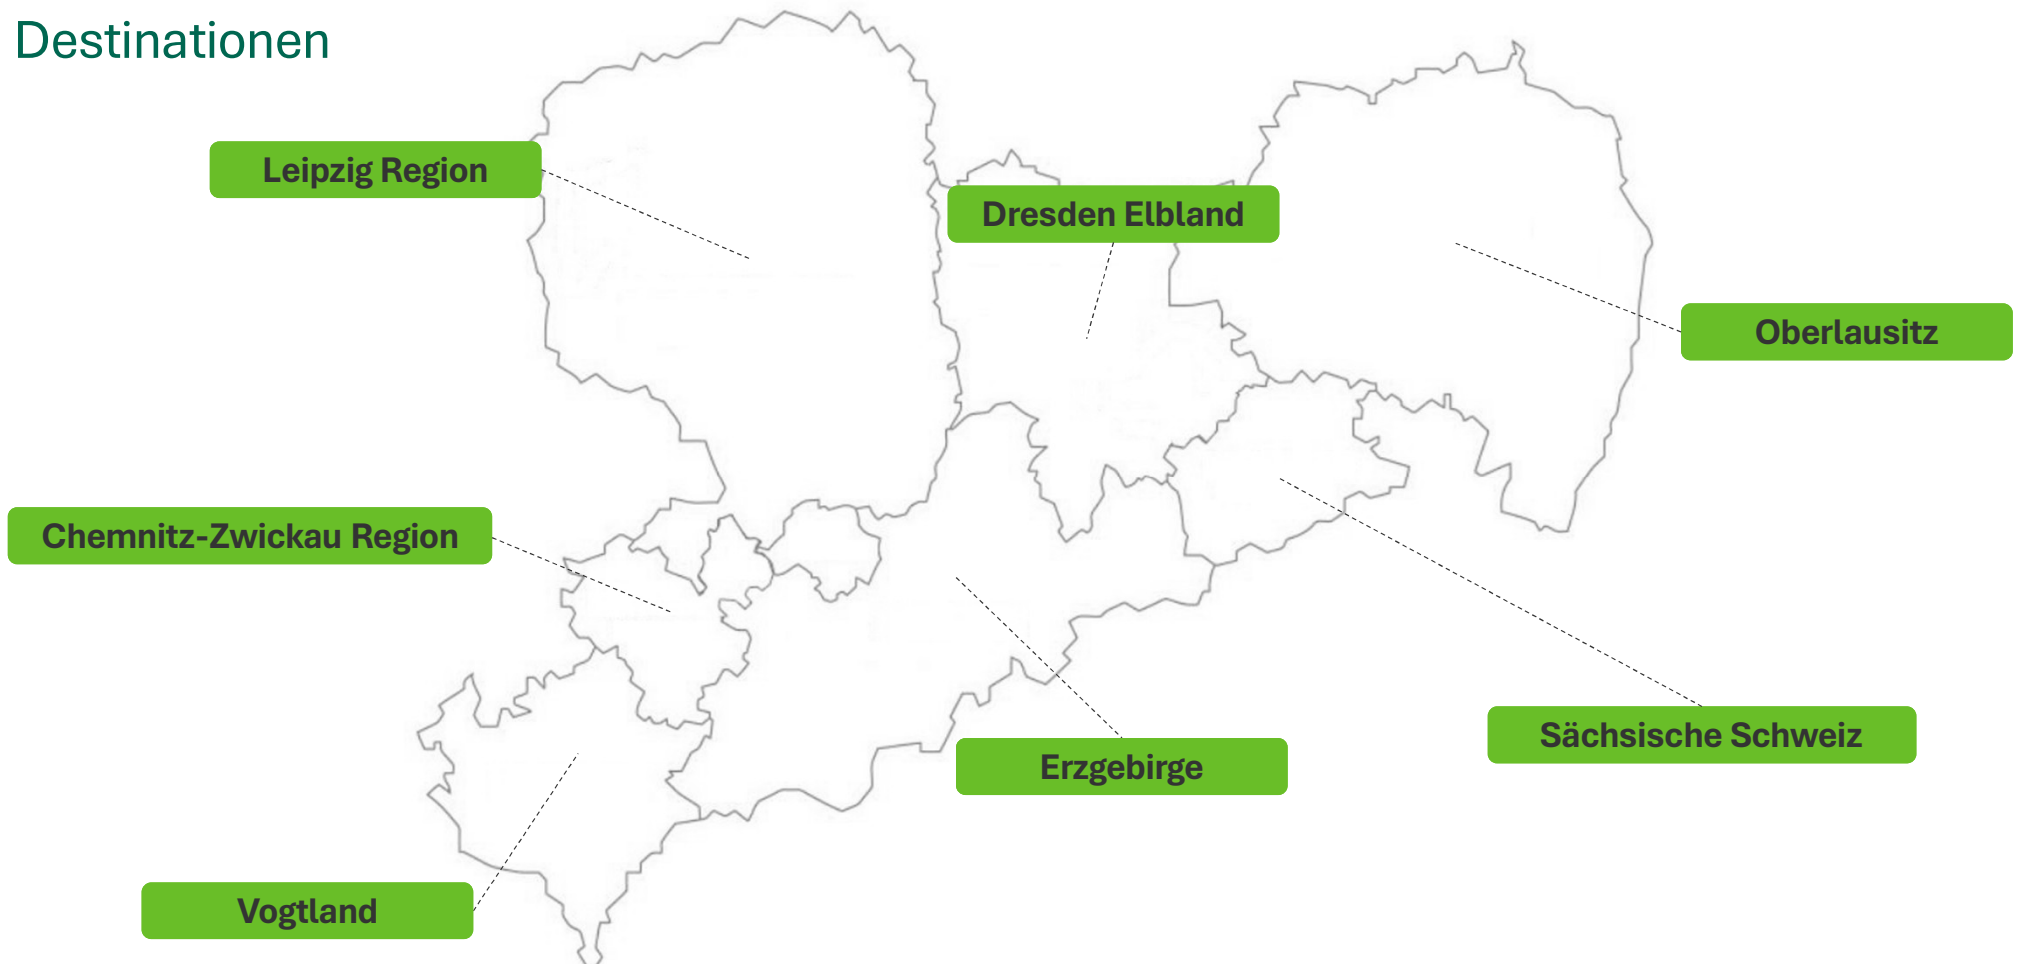 Destinationen
Leipzig Region
Dresden Elbland
Oberlausitz
Chemnitz-Zwickau Region
Sächsische Schweiz
Erzgebirge
Vogtland